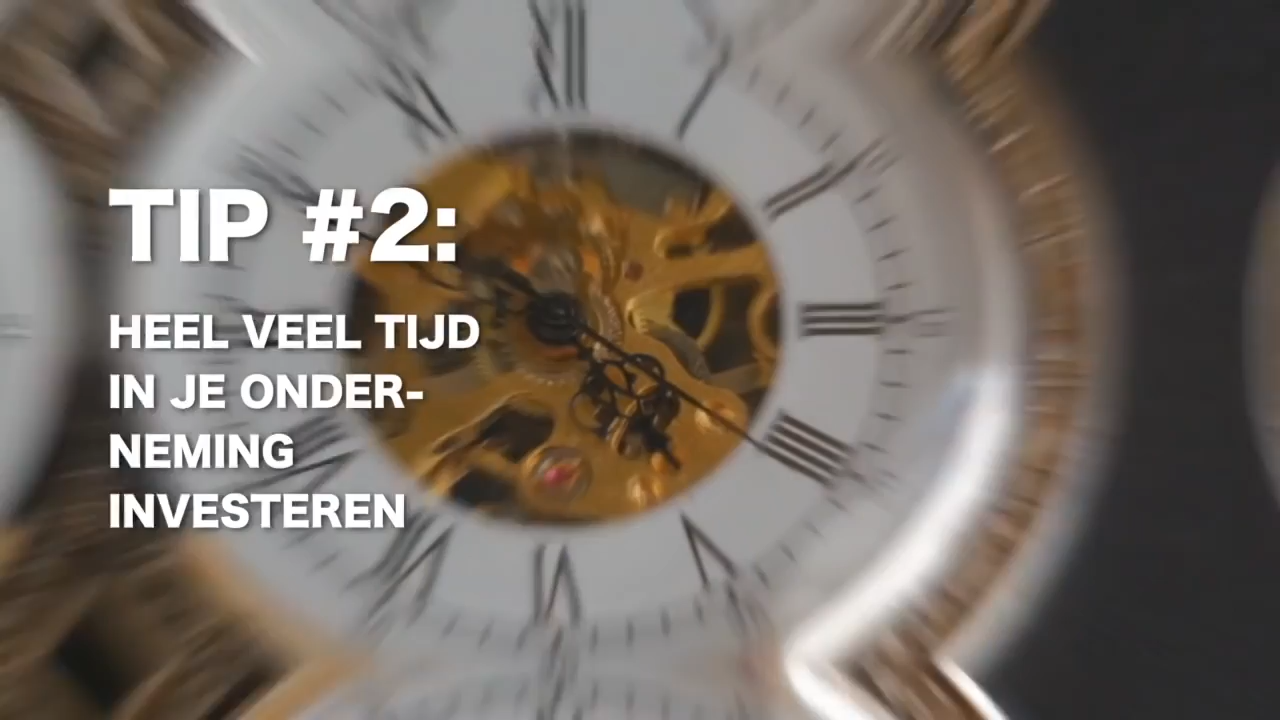 TIP #2:
HEEL VEEL TIJD
IN JE ONDER-
NEMING
INVESTEREN